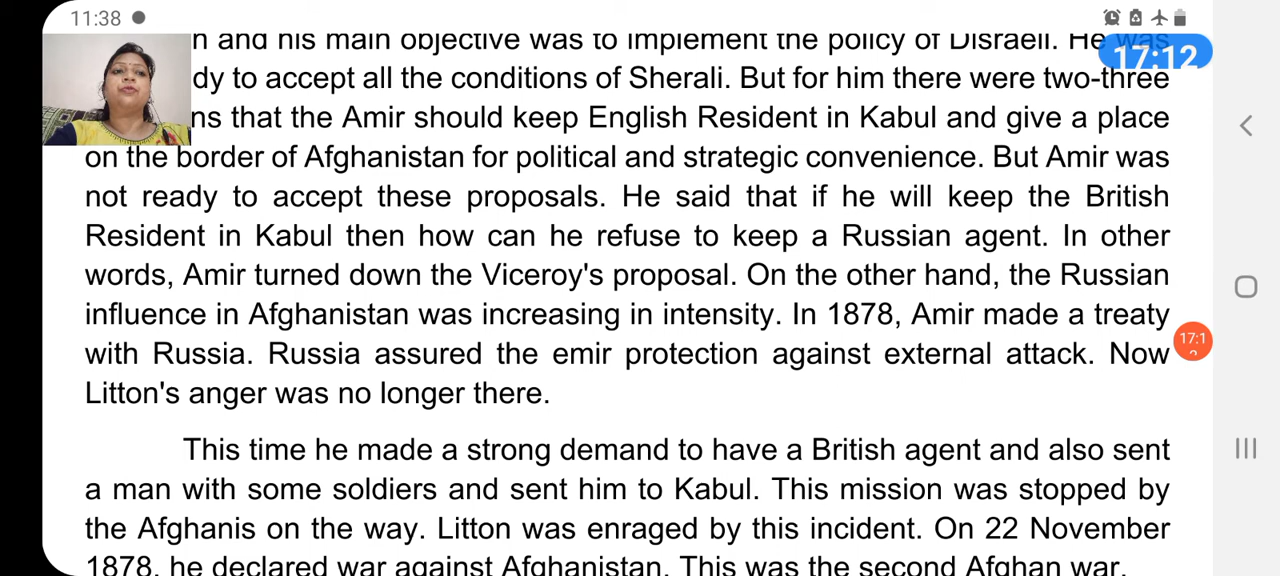 11:38
17:12
n and his main objective was to implement the policy of Disraeli. He was
dy to accept all the conditions of Sherali. But for him there were two-three
ns that the Amir should keep English Resident in Kabul and give a place
on the border of Afghanistan for political and strategic convenience. But Amir was
not ready to accept these proposals. He said that if he will keep the British
Resident in Kabul then how can he refuse to keep a Russian agent. In other
words, Amir turned down the Viceroy's proposal. On the other hand, the Russian
influence in Afghanistan was increasing in intensity. In 1878, Amir made a treaty
with Russia. Russia assured the emir protection against external attack. Now
Litton's anger was no longer there.
17:1
This time he made a strong demand to have a British agent and also sent
a man with some soldiers and sent him to Kabul. This mission was stopped by
the Afghanis on the way. Litton was enraged by this incident. On 22 November
1878, he declared war against Afghanistan. This was the second Afghan war.